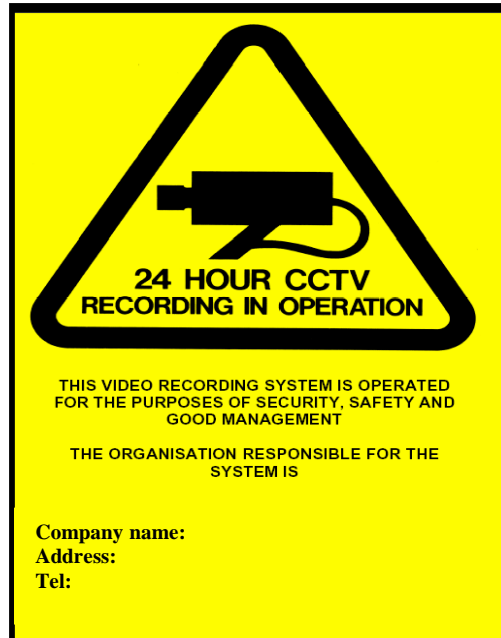 24 HOUR CCTV
RECORDING IN OPERATION
THIS VIDEO RECORDING SYSTEM IS OPERATED
FOR THE PURPOSES OF SECURITY, SAFETY AND
GOOD MANAGEMENT
THE ORGANISATION RESPONSIBLE FOR THE
SYSTEM IS
Company name:
Address:
Tel: